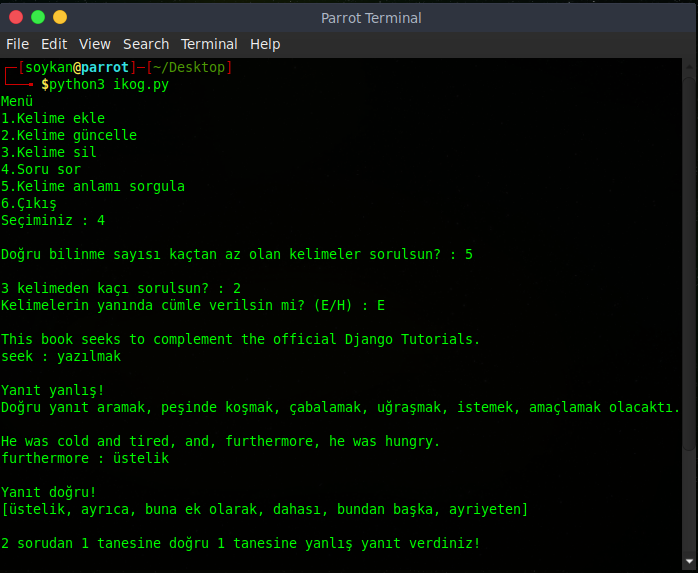 Parrot Terminal
File Edit View Search Terminal Help
┌─[soykan@parrot]─[~/Desktop]
└──╼ $python3 ikog.py
Menü
1.Kelime ekle
2.Kelime güncelle
3.Kelime sil
4.Soru sor
5.Kelime anlamı sorgula
6.Çıkış
Seçiminiz : 4
Doğru bilinme sayısı kaçtan az olan kelimeler sorulsun? : 5
3 kelimeden kaçı sorulsun? : 2
Kelimelerin yanında cümle verilsin mi? (E/H) : E
This book seeks to complement the official Django Tutorials.
seek : yazılmak
Yanıt yanlış!
Doğru yanıt aramak, peşinde koşmak, çabalamak, uğraşmak, istemek, amaçlamak olacaktı.
He was cold and tired, and, furthermore, he was hungry.
furthermore : üstelik
Yanıt doğru!
[üstelik, ayrıca, buna ek olarak, dahası, bundan başka, ayriyeten]
2 sorudan 1 tanesine doğru 1 tanesine yanlış yanıt verdiniz!